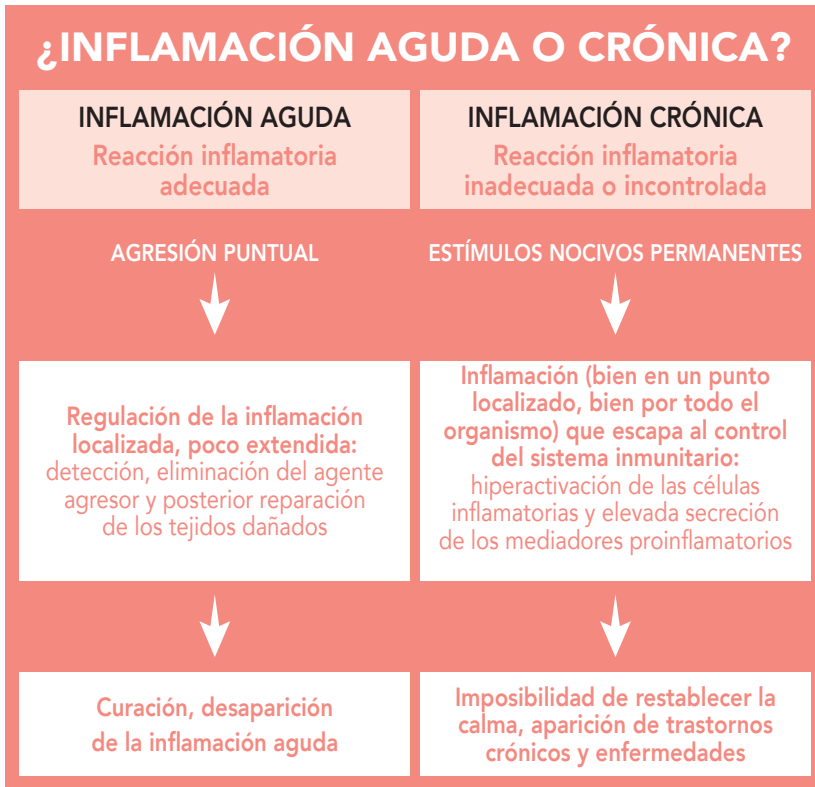 ¿INFLAMACIÓN AGUDA O CRÓNICA?
INFLAMACIÓN AGUDA
Reacción inflamatoria
adecuada
AGRESIÓN PUNTUAL
Regulación de la inflamación
localizada, poco extendida:
detección, eliminación del agente
agresor y posterior reparación
de los tejidos dañados
Curación, desaparición
de la inflamación aguda
INFLAMACIÓN CRÓNICA
Reacción inflamatoria
inadecuada o incontrolada
ESTÍMULOS NOCIVOS PERMANENTES
Inflamación (bien en un punto
localizado, bien por todo el
organismo) que escapa al control
del sistema inmunitario:
hiperactivación de las células
inflamatorias y elevada secreción
de los mediadores proinflamatorios
Imposibilidad de restablecer la
calma, aparición de trastornos
crónicos y enfermedades